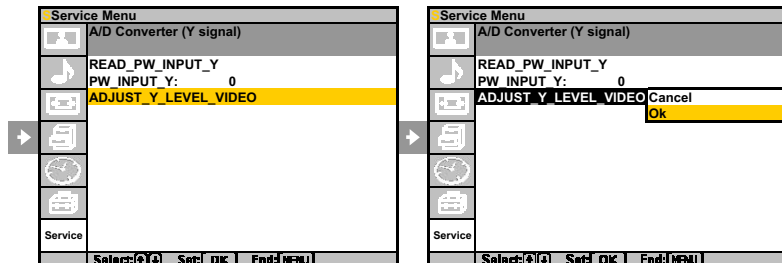 Service Menu
A/D Converter (Y signal)
READ_PW_INPUT_Y
PW_INPUT_Y: 0
ADJUST_Y_LEVEL_VIDEO
Service
Select: Set: OK End: MENU
Service Menu
A/D Converter (Y signal)
READ_PW_INPUT_Y
PW_INPUT_Y: 0
ADJUST_Y_LEVEL_VIDEO Cancel
Ok
Service
Select: Set: OK End: MENU